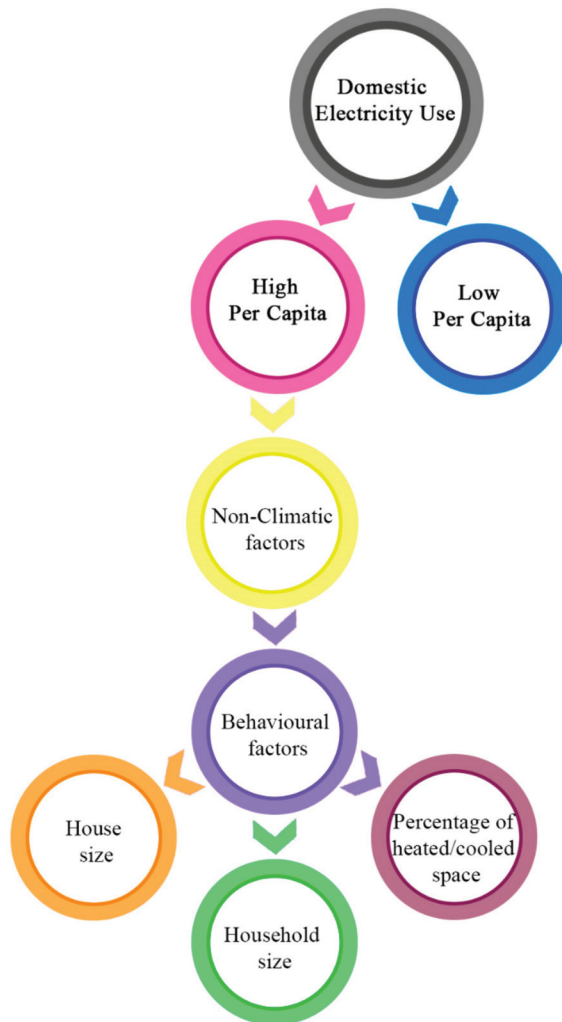 Domestic
Electricity Use
High
Per Capita
Low
Per Capita
Non-Climatic
factors
Behavioural
factors
House
size
Percentage of
heated/cooled
space
Household
size